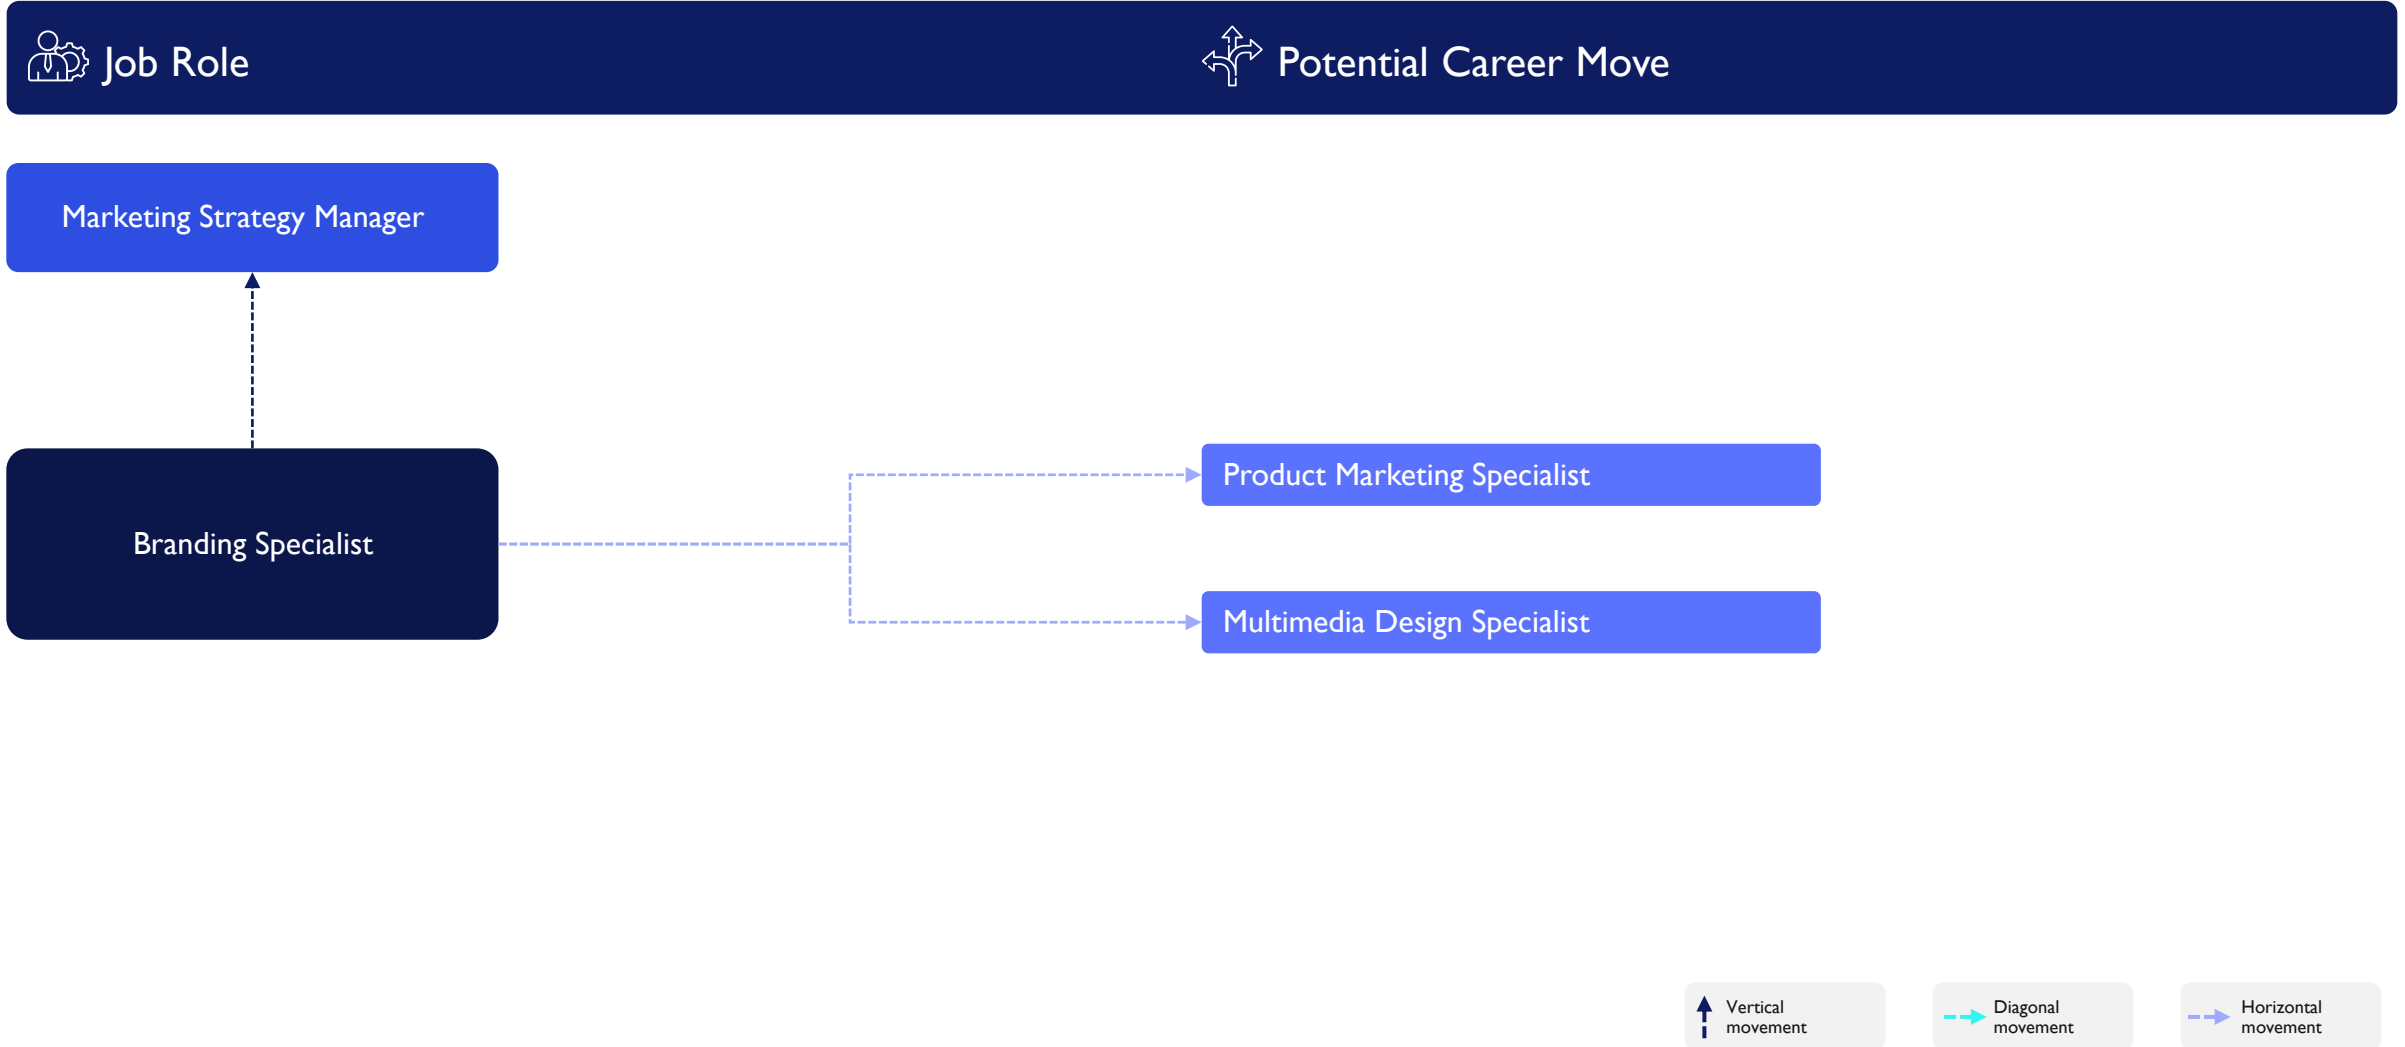 Job Role
Potential Career Move
Marketing Strategy Manager
Branding Specialist
Product Marketing Specialist
Multimedia Design Specialist
Vertical
movement
Diagonal
movement
Horizontal
movement